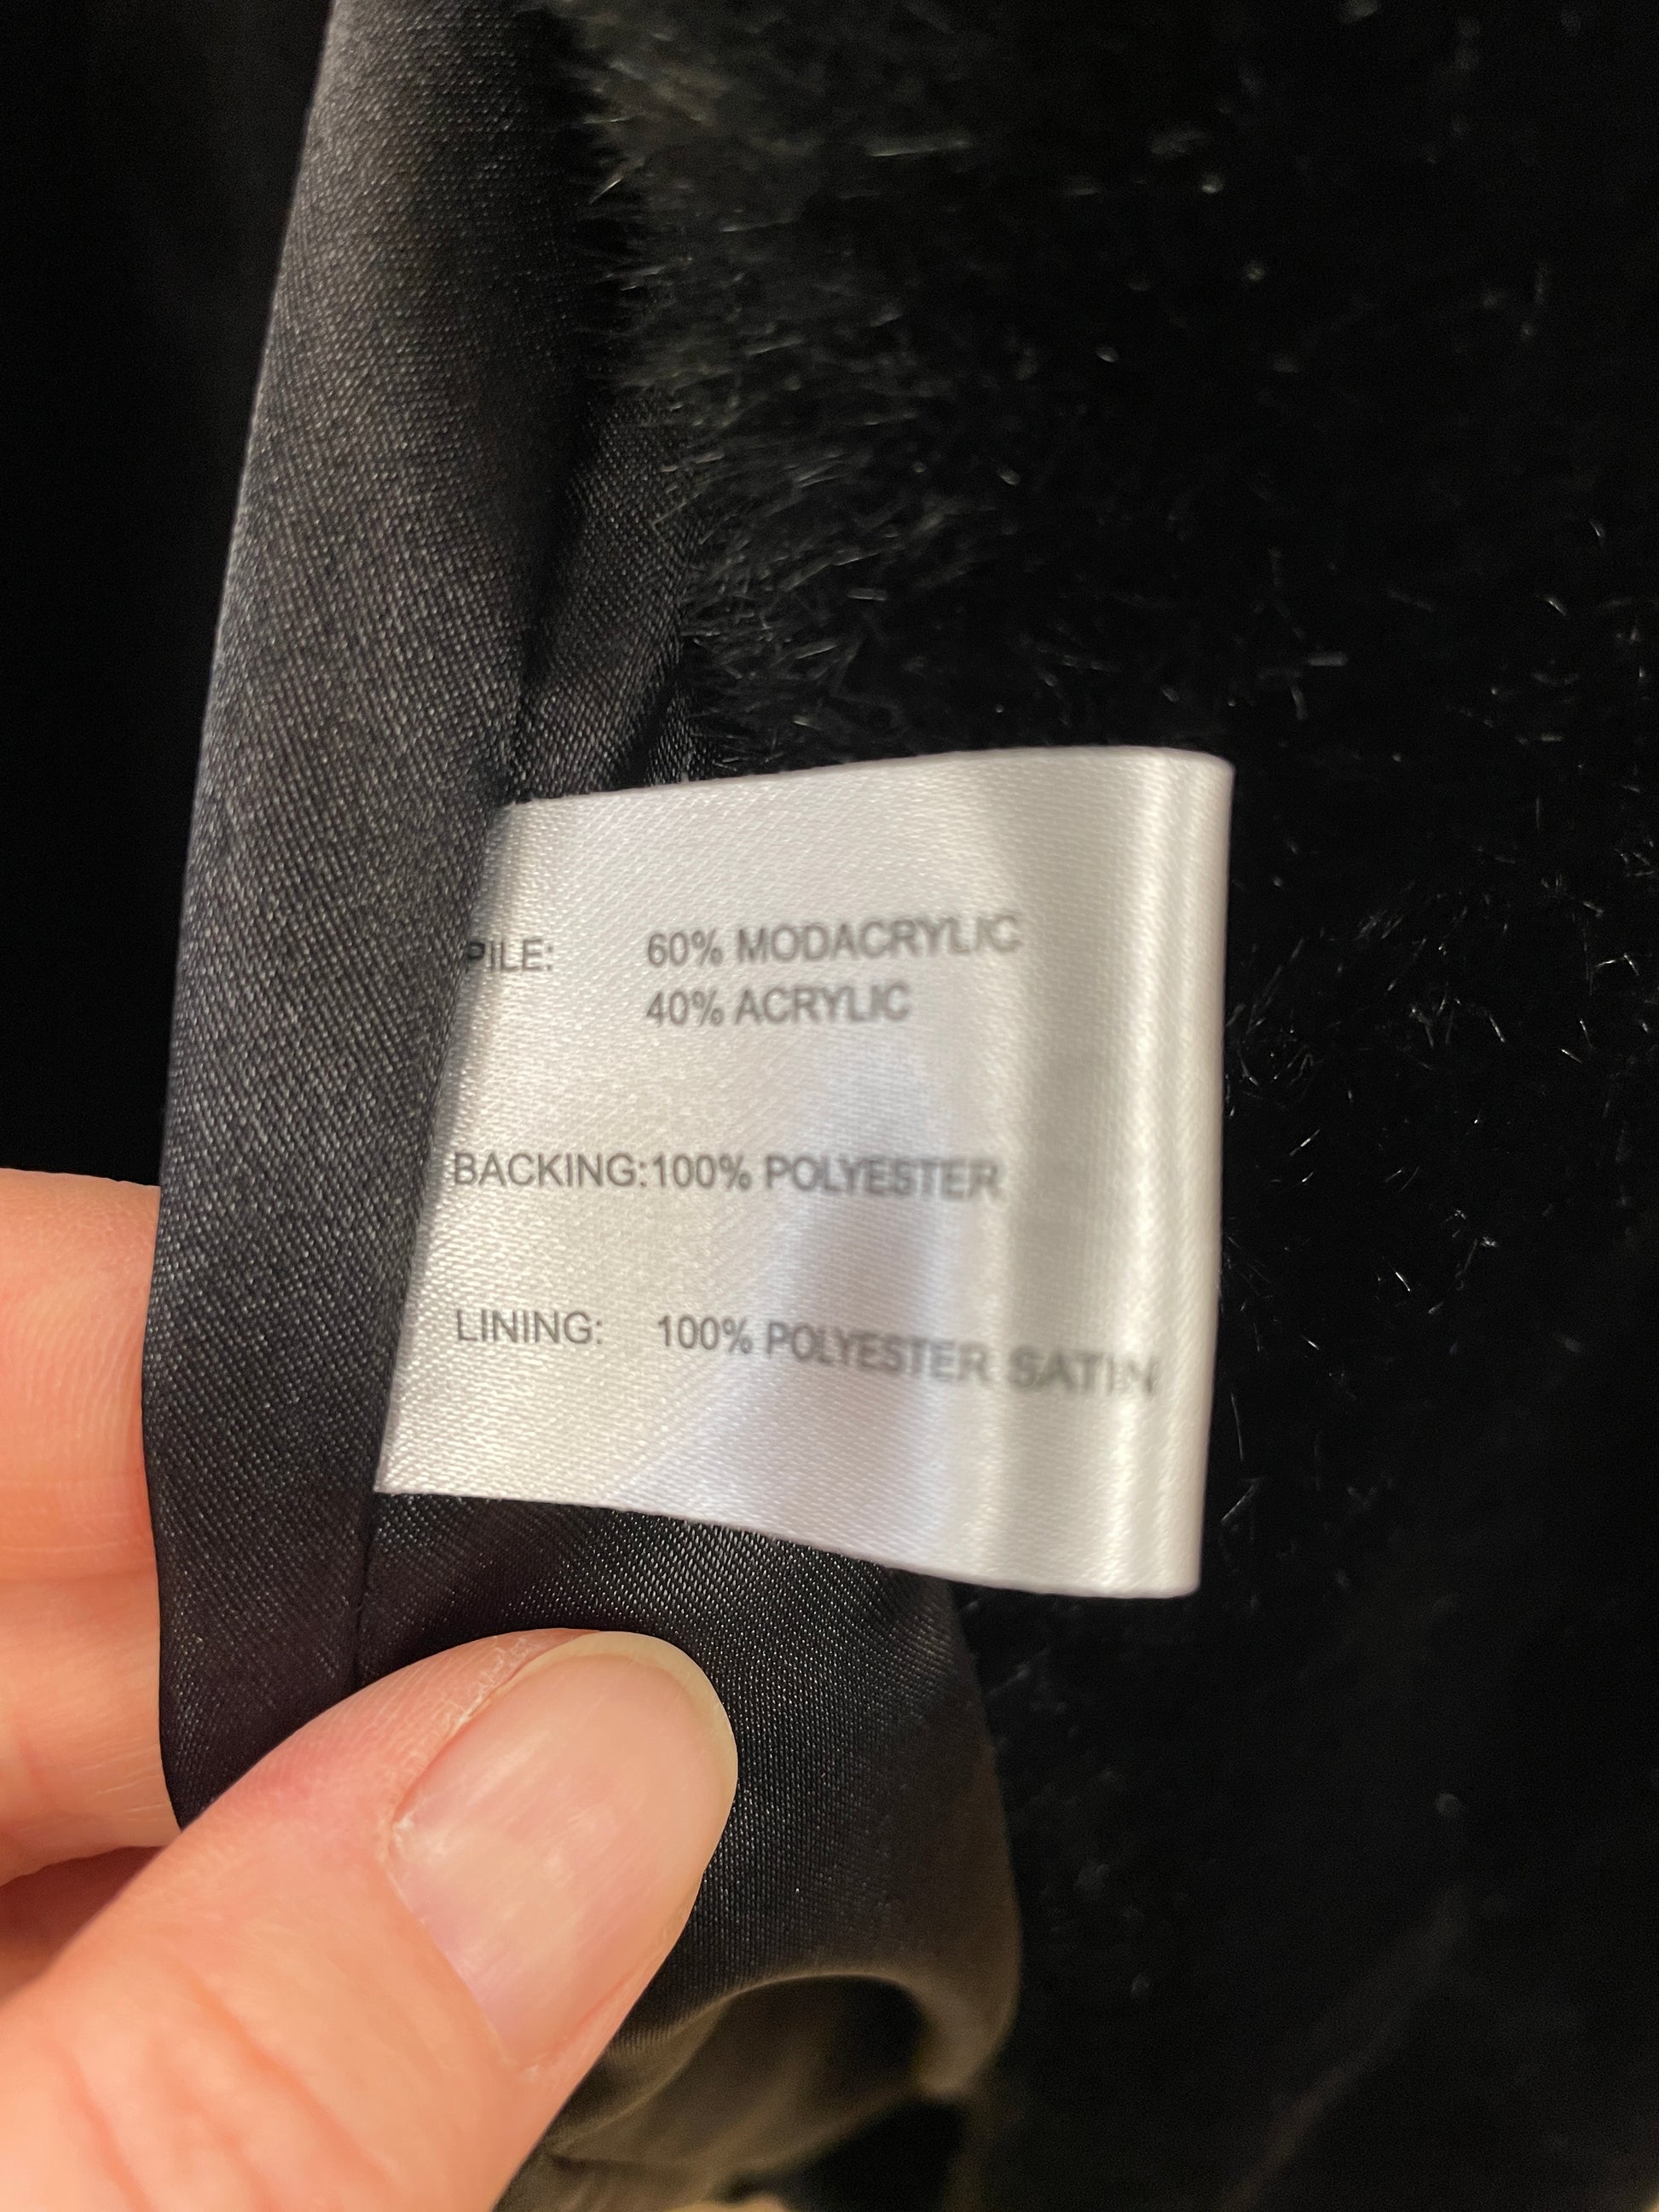 PILE: 60% MODACRYLIC
40% ACRYLIC
BACKING:100% POLYESTER
LINING: 100% POLYESTER SATIN